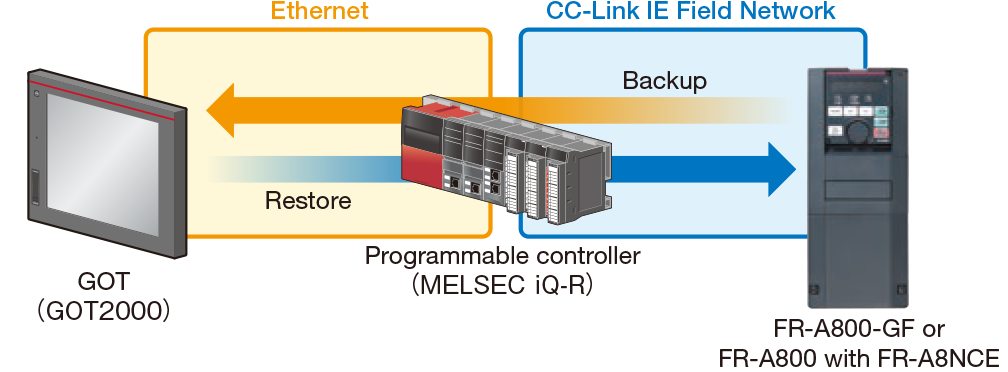 Ethernet
CC-Link IE Field Network
Backup
Restore
Programmable controller
（MELSEC iQ-R）
GOT
（GOT2000）
FR-A800-GF or
FR-A800 with FR-A8NCE